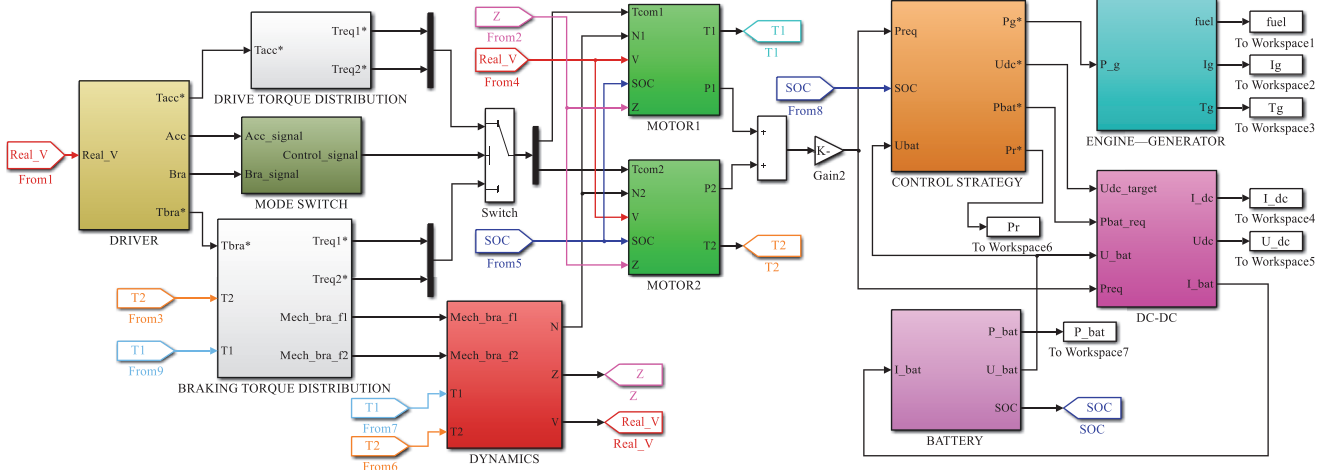 Real_V
From1
Real_V
Tacc*
Acc
Bra
Tbra*
DRIVER
Tacc*
Treq1*
Treq2*
DRIVE TORQUE DISTRIBUTION
Acc_signal
Bra_signal
Control_signal
MODE SWITCH
Tbra*
T2
T1
Treq1*
Treq2*
Mech_bra_f1
Mech_bra_f2
BRAKING TORQUE DISTRIBUTION
T2
From3
T1
From9
Switch
Z
From2
Real_V
From4
SOC
From5
Tcom1
N1
V
SOC
Z
T1
P1
MOTOR1
T1
T1
Tcom2
N2
V
SOC
Z
P2
T2
MOTOR2
T2
T2
Mech_bra_f1
Mech_bra_f2
T1
T2
N
Z
V
DYNAMICS
T1
From7
T2
From6
Z
Z
Real_V
Real_V
K-
Gain2
SOC
From8
Preq
SOC
Ubat
Pg*
Udc*
Pbat*
Pr*
CONTROL STRATEGY
Pr
To Workspace6
P_g
fuel
Ig
Tg
ENGINE—GENERATOR
fuel
To Workspace1
Ig
To Workspace2
Tg
To Workspace3
Udc_target
Pbat_req
U_bat
Preq
I_dc
Udc
I_bat
DC-DC
I_dc
To Workspace4
U_dc
To Workspace5
I_bat
P_bat
U_bat
SOC
BATTERY
P_bat
To Workspace7
SOC
SOC